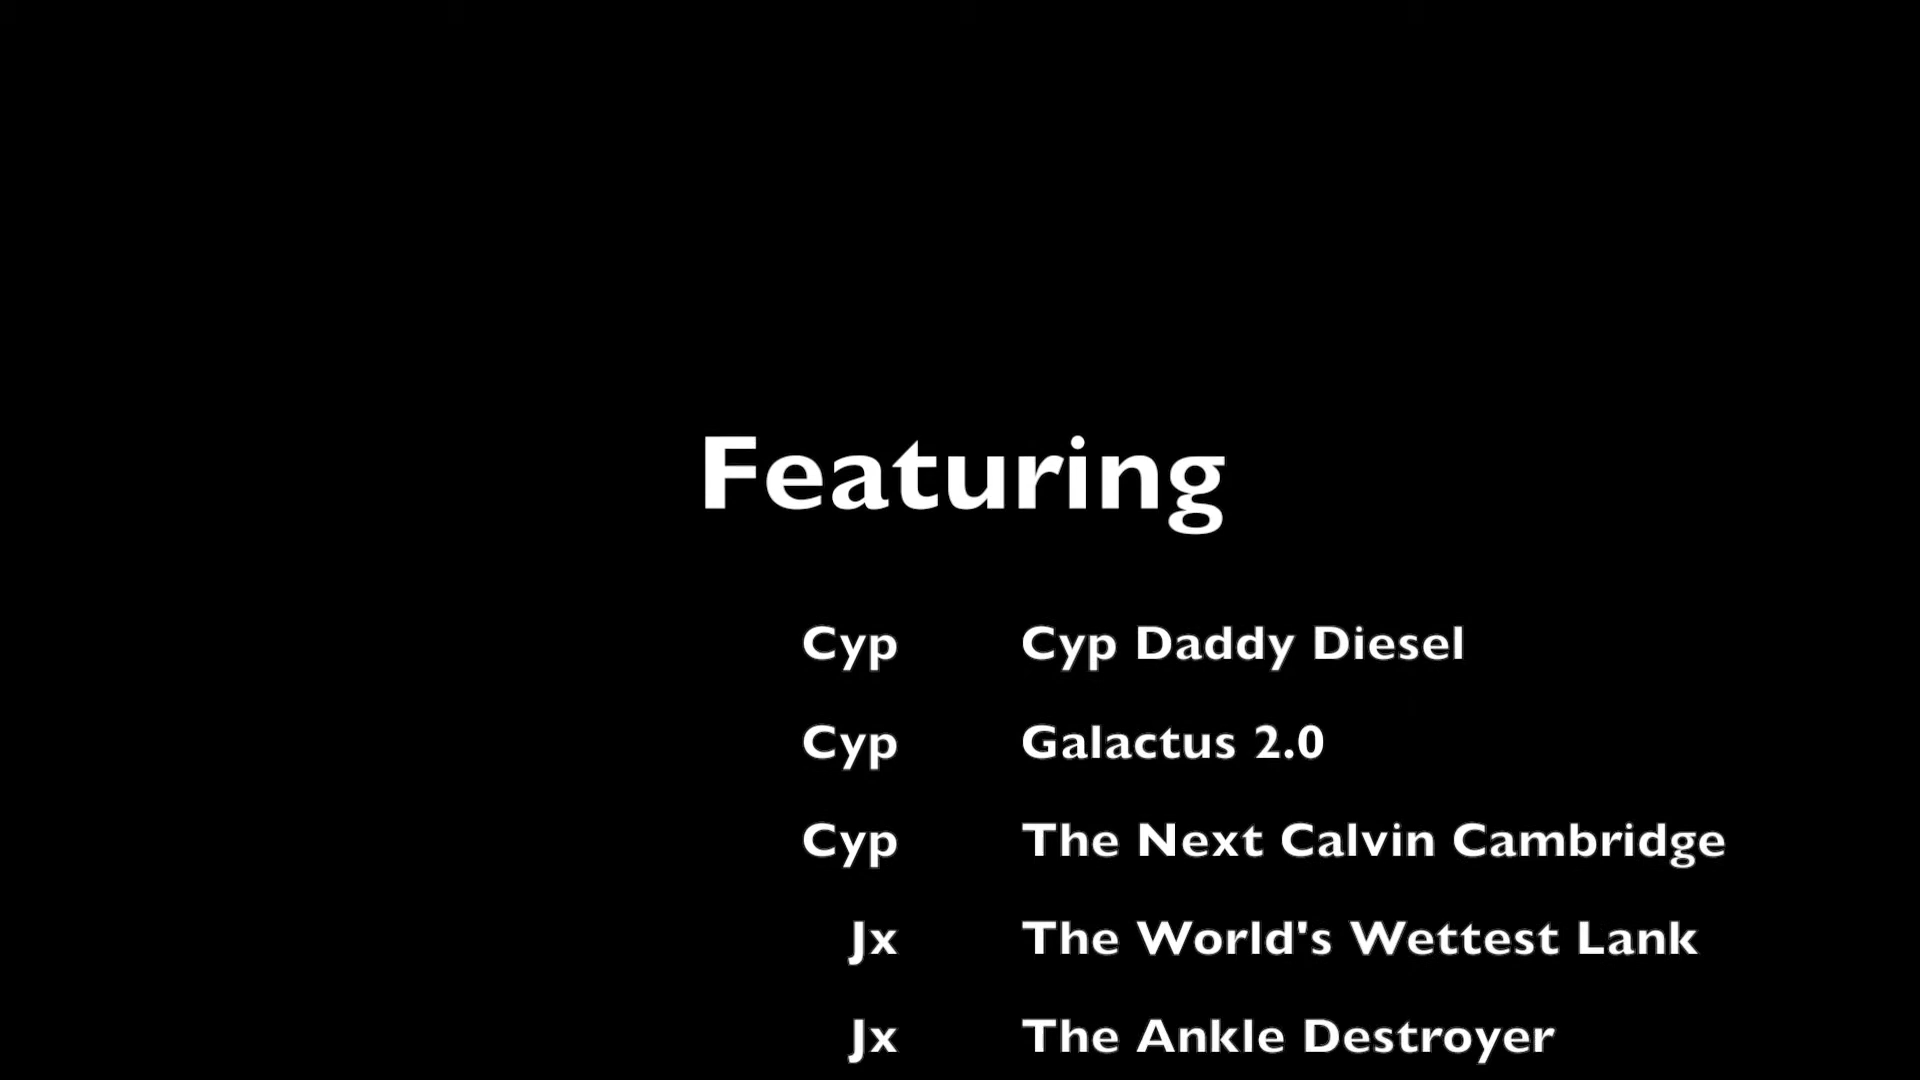 Featuring
Cyp Cyp Daddy Diesel
Cyp Galactus 2.0
Cyp The Next Calvin Cambridge
Jx The World's Wettest Lank
Jx The Ankle Destroyer